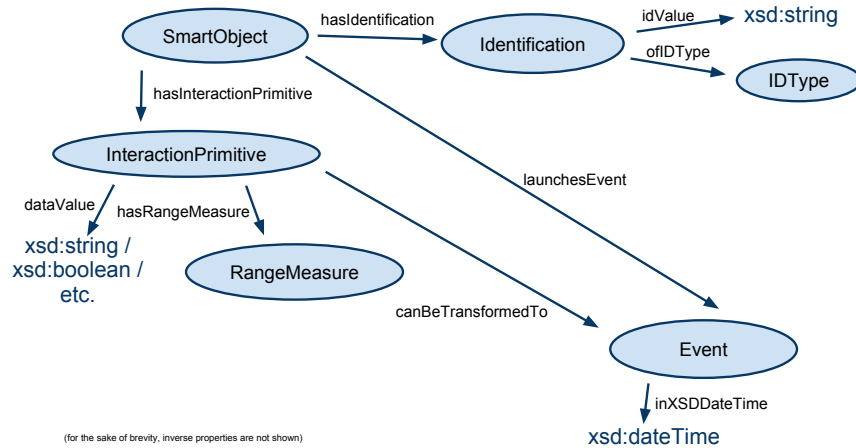 hasIdentification
idValue
xsd:string
SmartObject
Identification
ofIDType
IDType
hasInteractionPrimitive
InteractionPrimitive
launchesEvent
dataValue
hasRangeMeasure
xsd:string /
xsd:boolean /
etc.
RangeMeasure
canBeTransformedTo
Event
inXSDDateTime
(for the sake of brevity, inverse properties are not shown)
xsd:dateTime